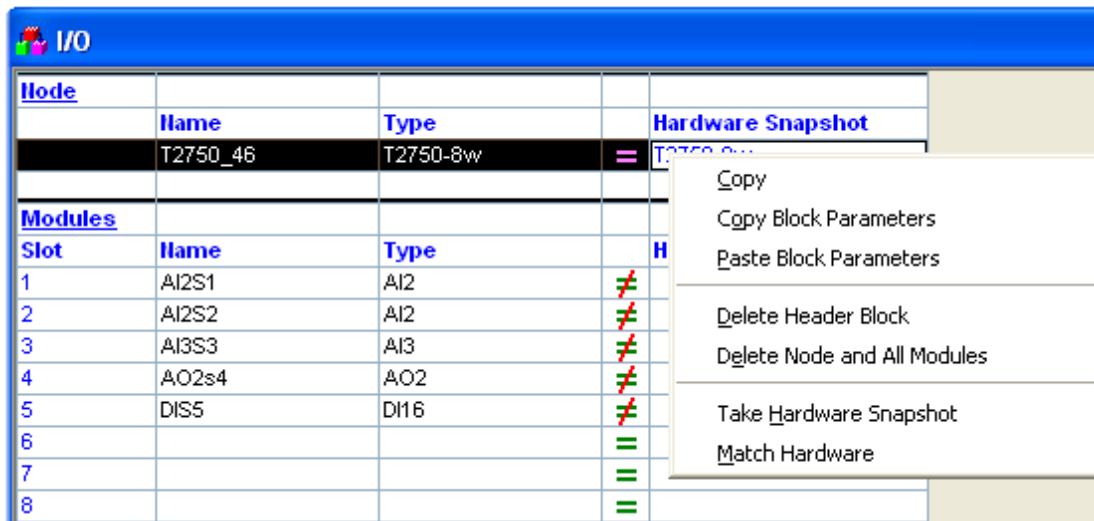 I/O
Node
Name Type Hardware Snapshot
T2750_46 T2750-8w = T2750-8w
Copy
Copy Block Parameters
Paste Block Parameters
Delete Header Block
Delete Node and All Modules
Take Hardware Snapshot
Match Hardware
Modules
Slot Name Type H
1 AI2S1 AI2 ≠
2 AI2S2 AI2 ≠
3 AI3S3 AI3 ≠
4 AO2s4 AO2 ≠
5 DIS5 DI16 ≠
6 =
7 =
8 =